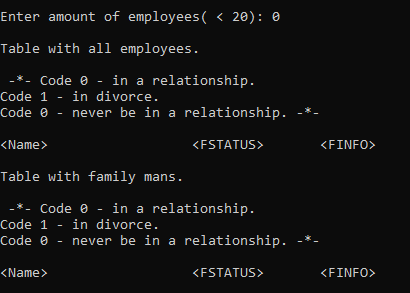 Enter amount of employees( < 20): 0
Table with all employees.
-*- Code 0 - in a relationship.
Code 1 - in divorce.
Code 0 - never be in a relationship. -*-
<Name> <FSTATUS> <FINFO>
Table with family mans.
-*- Code 0 - in a relationship.
Code 1 - in divorce.
Code 0 - never be in a relationship. -*-
<Name> <FSTATUS> <FINFO>